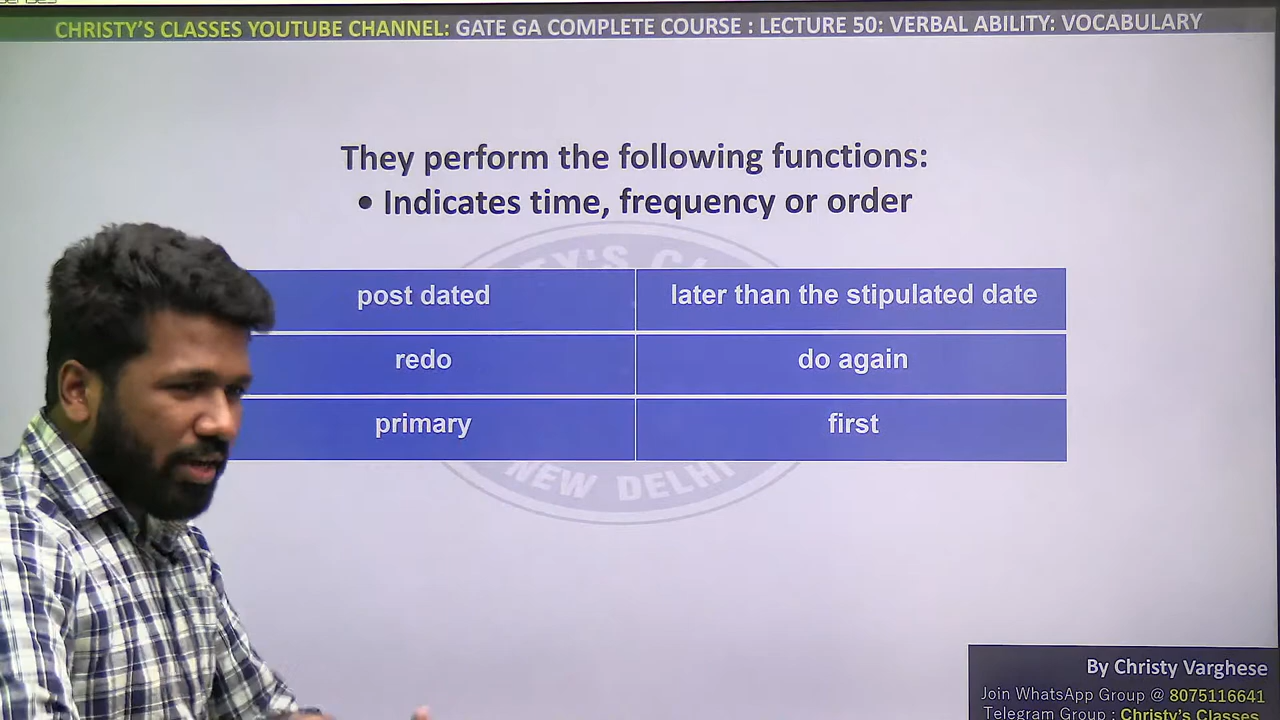 CHRISTY'S CLASSES YOUTUBE CHANNEL: GATE GA COMPLETE COURSE : LECTURE 50: VERBAL ABILITY: VOCABULARY
They perform the following functions:
• Indicates time, frequency or order
post dated later than the stipulated date
redo do again
primary first
NEW DELHI
By Christy Varghese
Join WhatsApp Group @ 8075116641
Telegram Group : Christy's Classes